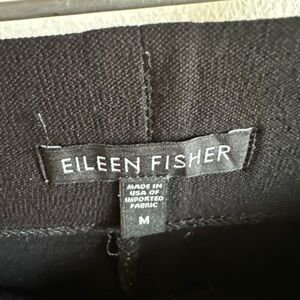 EILEEN FISHER
MADE IN
USA OF
IMPORTED
FABRIC
M